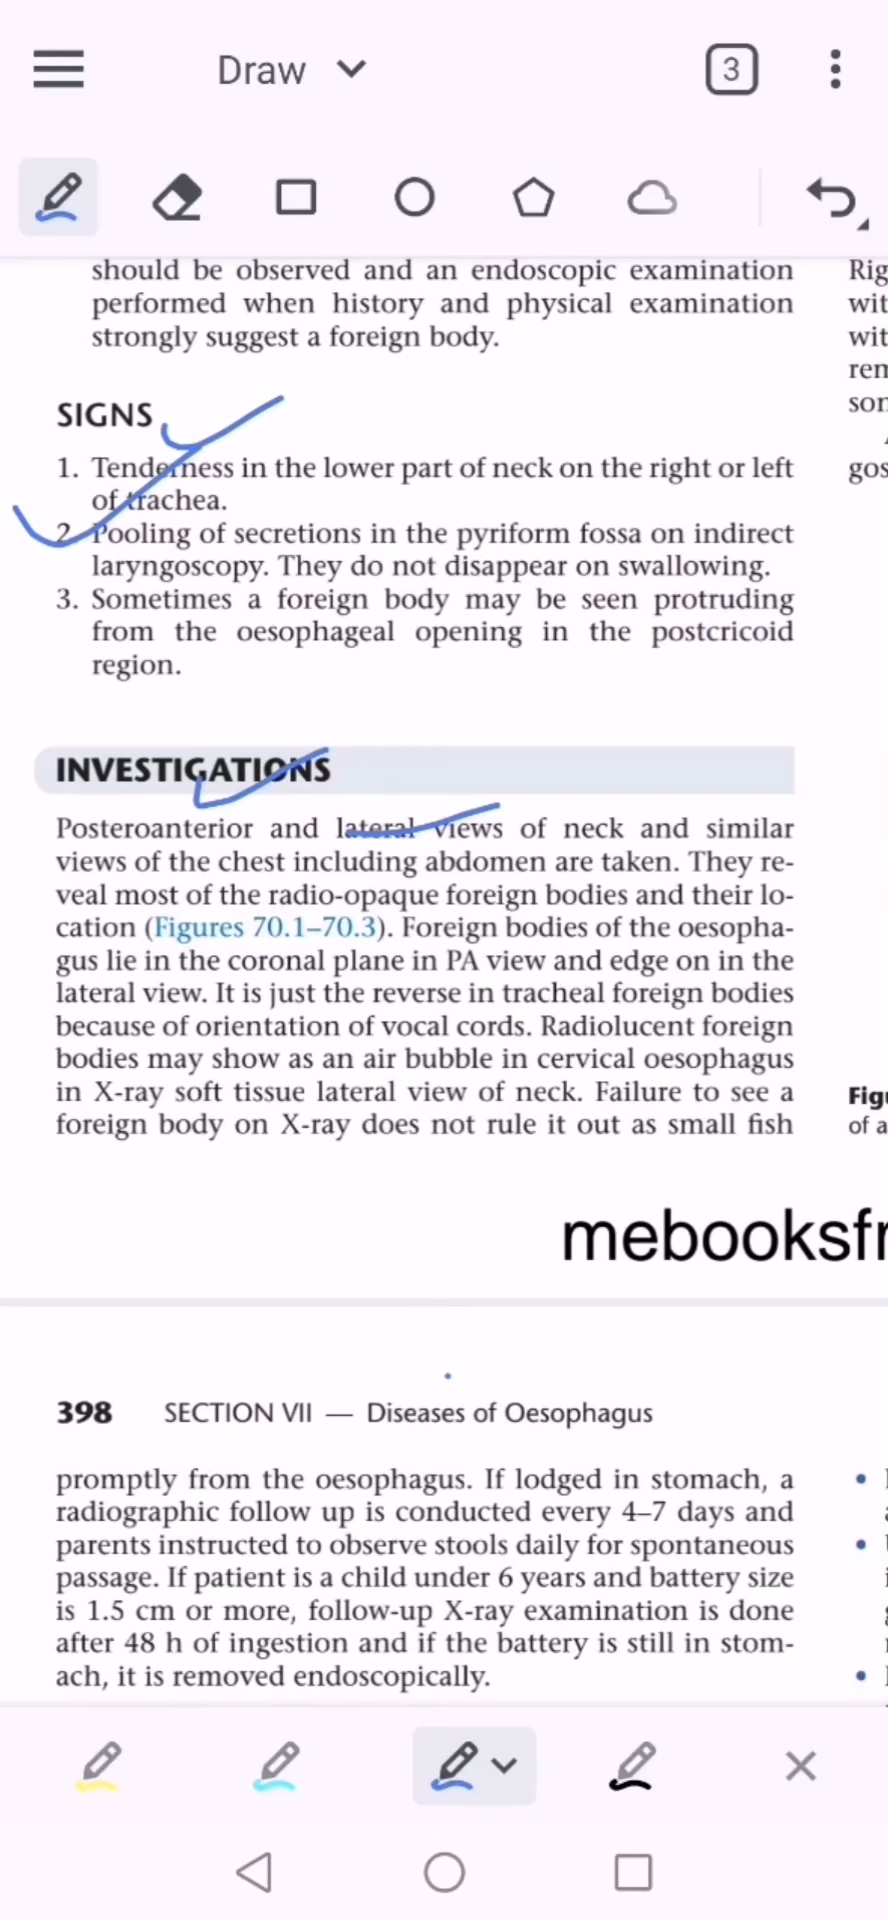 Draw
3
should be observed and an endoscopic examination
performed when history and physical examination
strongly suggest a foreign body.
SIGNS
1. Tenderness in the lower part of neck on the right or left
of trachea.
2. Pooling of secretions in the pyriform fossa on indirect
laryngoscopy. They do not disappear on swallowing.
3. Sometimes a foreign body may be seen protruding
from the oesophageal opening in the postcricoid
region.
INVESTIGATIONS
Posteroanterior and lateral views of neck and similar
views of the chest including abdomen are taken. They re-
veal most of the radio-opaque foreign bodies and their lo-
cation (Figures 70.1–70.3). Foreign bodies of the oesopha-
gus lie in the coronal plane in PA view and edge on in the
lateral view. It is just the reverse in tracheal foreign bodies
because of orientation of vocal cords. Radiolucent foreign
bodies may show as an air bubble in cervical oesophagus
in X-ray soft tissue lateral view of neck. Failure to see a
foreign body on X-ray does not rule it out as small fish
Rig
wit
wit
rem
son
gos
Figu
of a
mebooksfr
398 SECTION VII — Diseases of Oesophagus
promptly from the oesophagus. If lodged in stomach, a
radiographic follow up is conducted every 4–7 days and
parents instructed to observe stools daily for spontaneous
passage. If patient is a child under 6 years and battery size
is 1.5 cm or more, follow-up X-ray examination is done
after 48 h of ingestion and if the battery is still in stom-
ach, it is removed endoscopically.